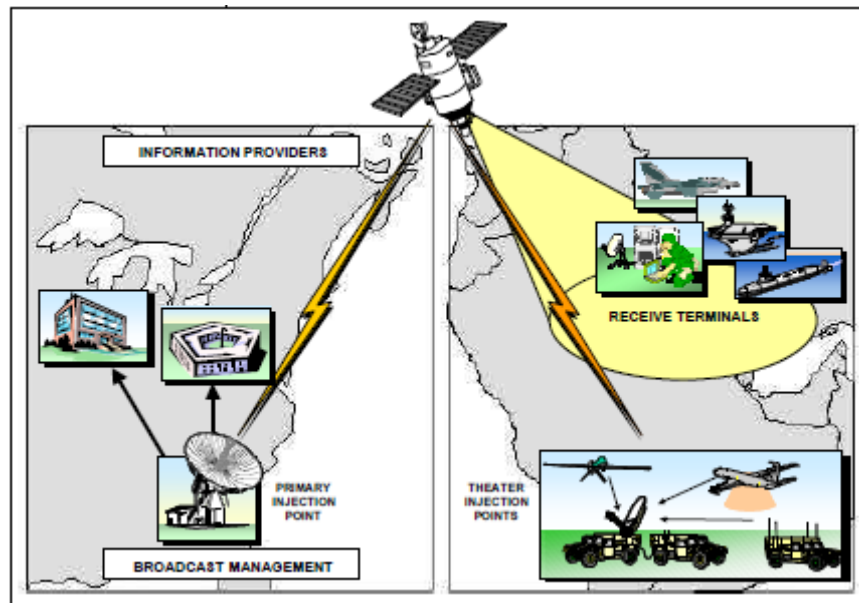 INFORMATION PROVIDERS
RECEIVE TERMINALS
PRIMARY
INJECTION
POINT
THEATER
INJECTION
POINTS
BROADCAST MANAGEMENT